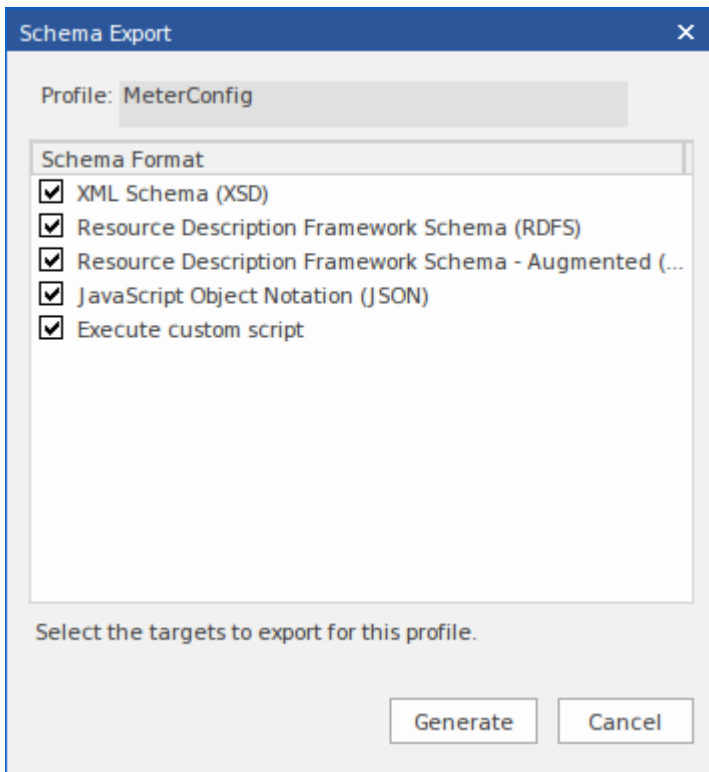 Schema Export
Profile: MeterConfig
Schema Format
XML Schema (XSD)
Resource Description Framework Schema (RDFS)
Resource Description Framework Schema - Augmented (...
JavaScript Object Notation (JSON)
Execute custom script
Select the targets to export for this profile.
Generate Cancel